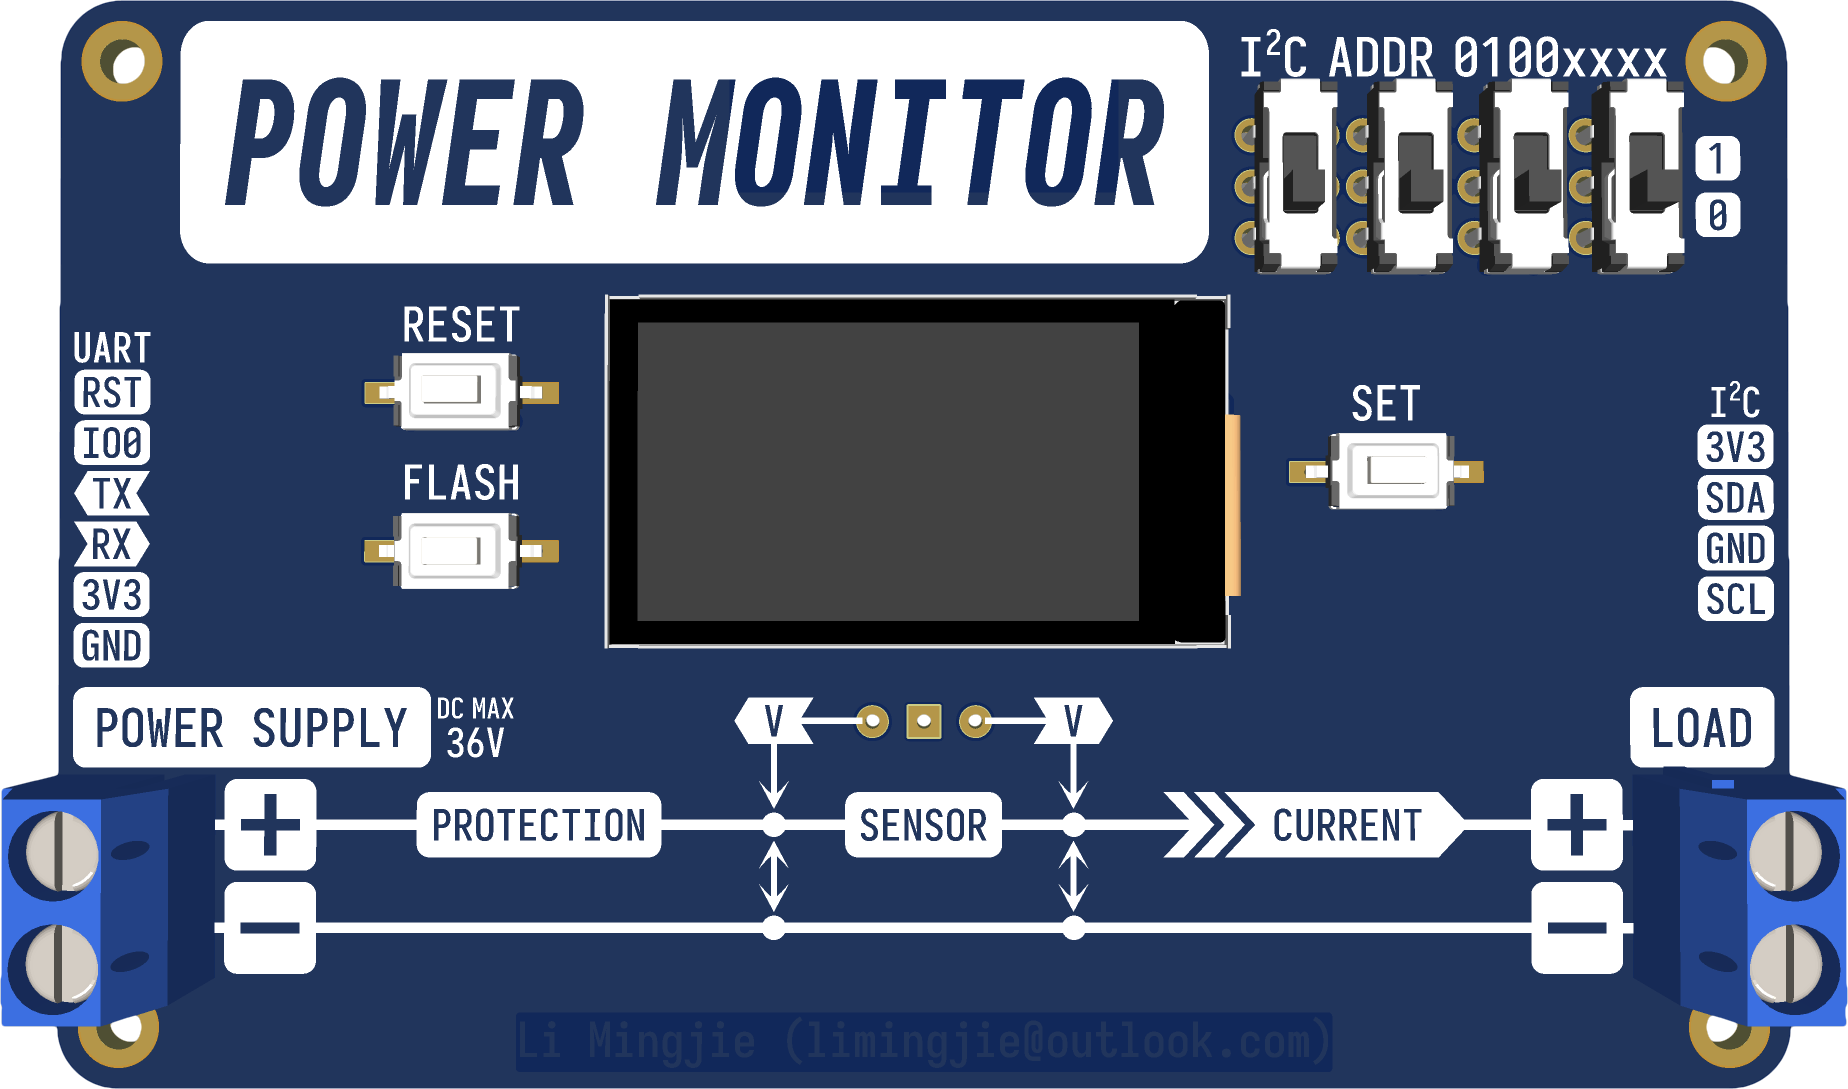 POWER MONITOR
I²C ADDR 0100xxxx
1
0
RESET
FLASH
UART
RST
IO0
TX
RX
3V3
GND
SET
I²C
3V3
SDA
GND
SCL
POWER SUPPLY
DC MAX
36V
V
V
LOAD
+
PROTECTION
SENSOR
CURRENT
+
−
−
Li Mingjie (limingjie@outlook.com)